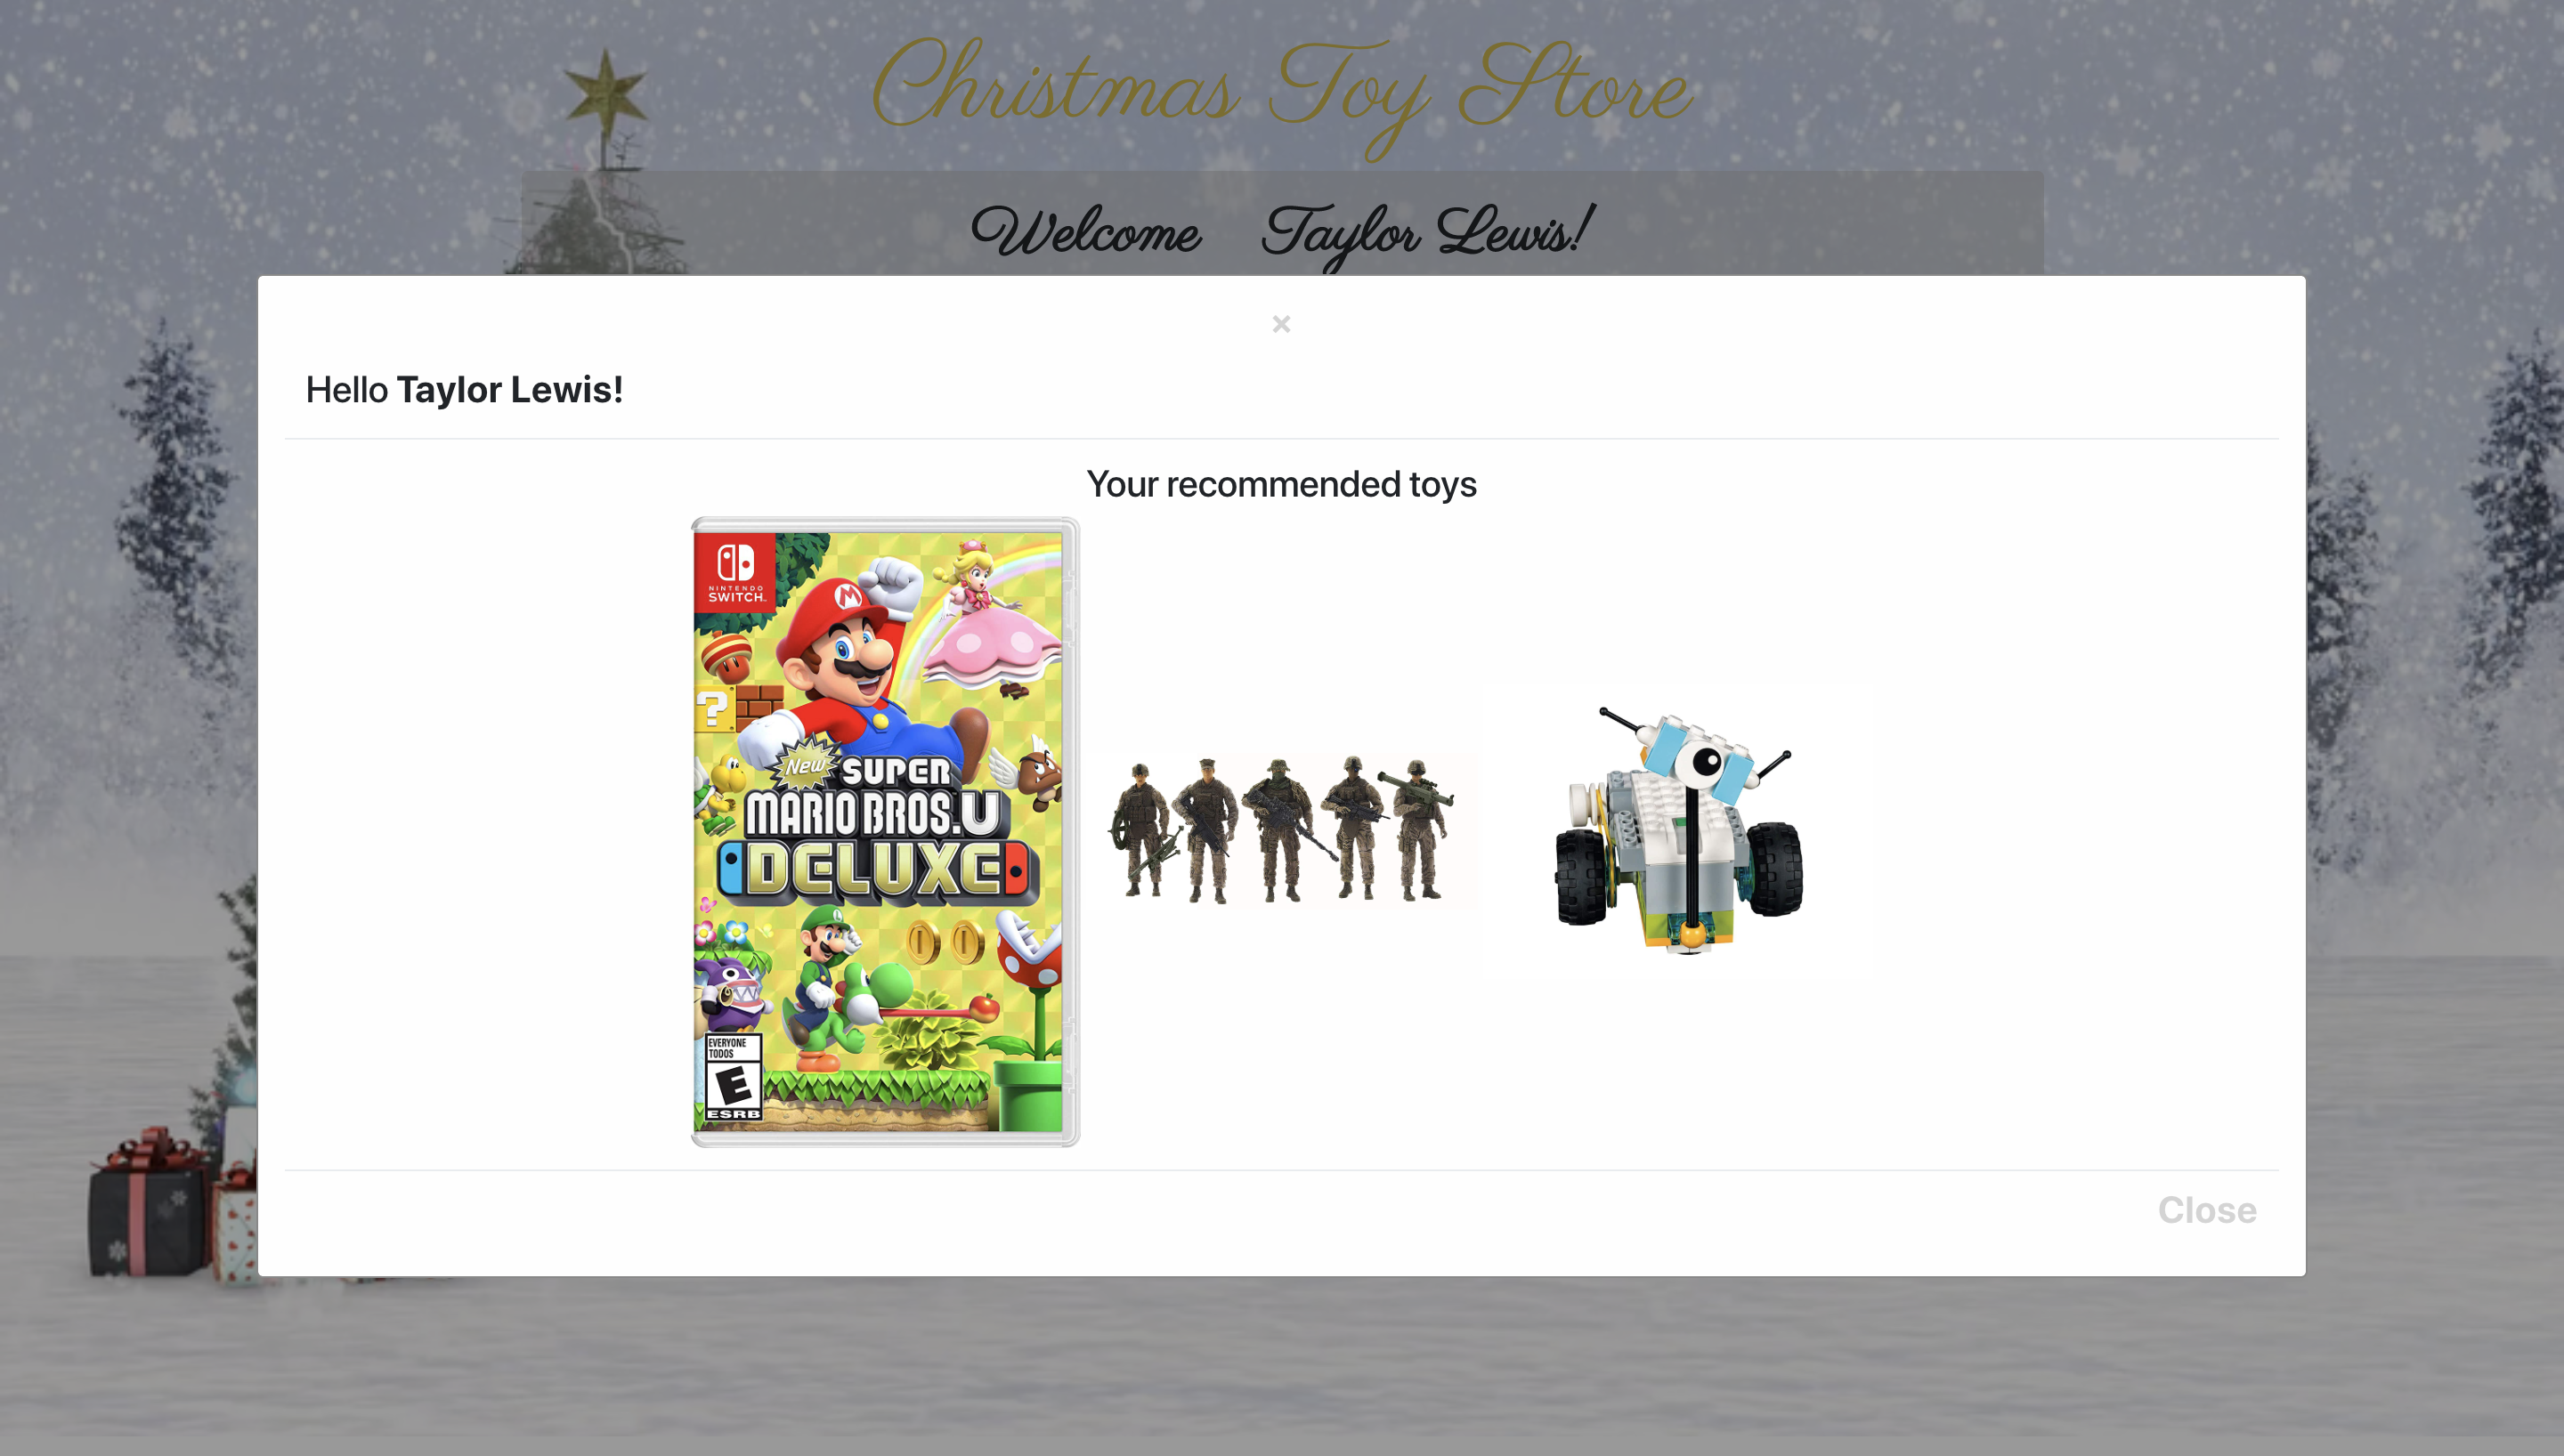 Christmas Toy Store
Welcome Taylor Lewis!
×
Hello Taylor Lewis!
Your recommended toys
NINTENDO
SWITCH™
M
?
New SUPER
MARIO BROS.U
DELUXE
L
EVERYONE
TODOS
E
ESRB
Close